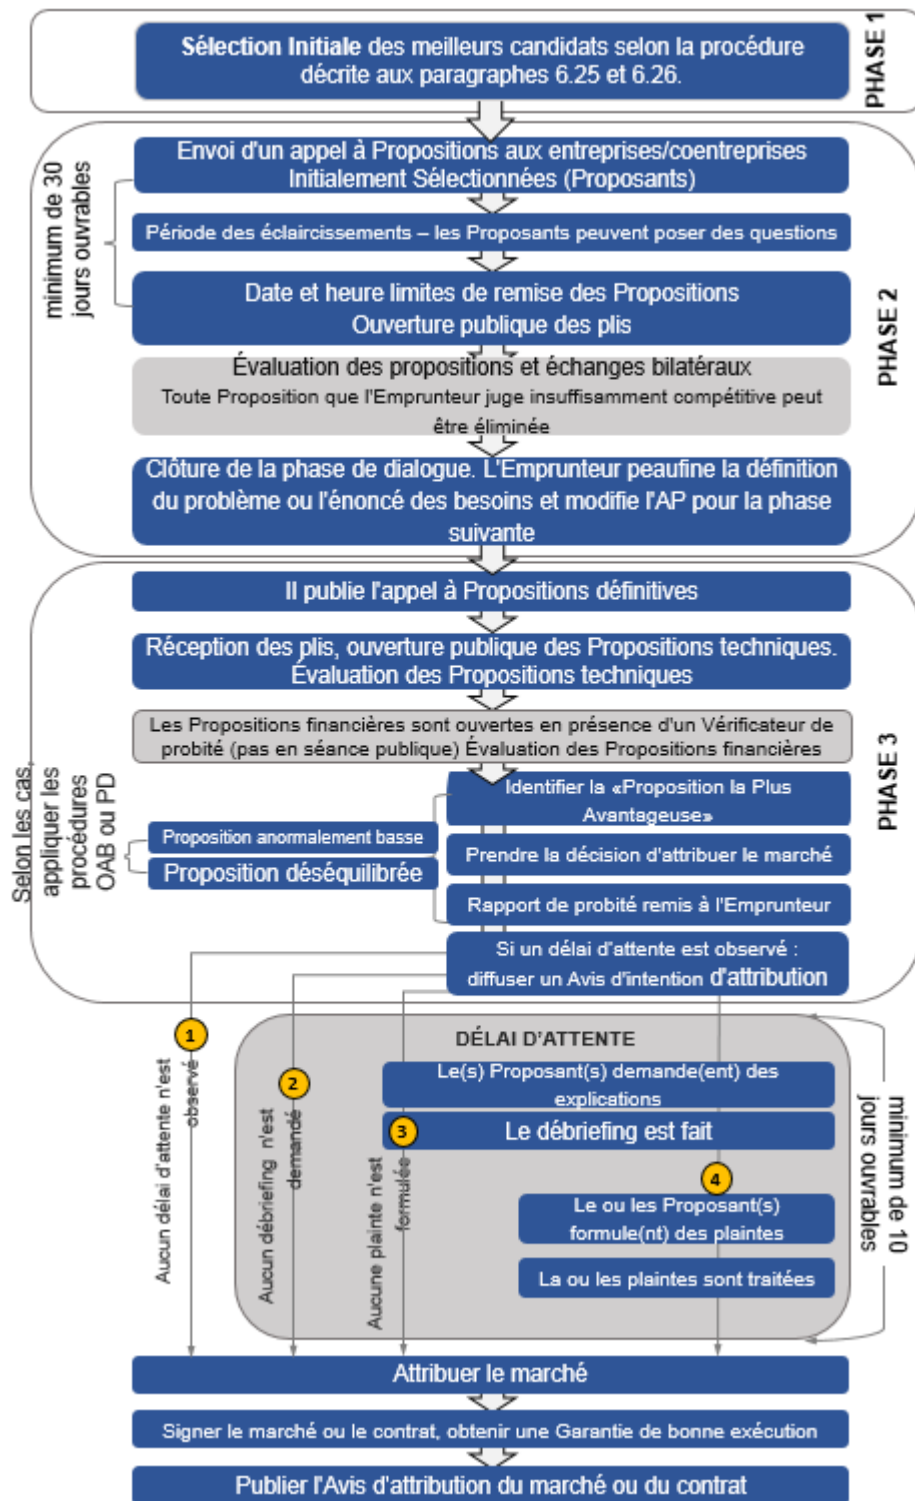 Sélection Initiale des meilleurs candidats selon la procédure
décrite aux paragraphes 6.25 et 6.26.
PHASE 1
Envoi d'un appel à Propositions aux entreprises/coentreprises
Initialement Sélectionnées (Proposants)
minimum de 30
jours ouvrables
Période des éclaircissements – les Proposants peuvent poser des questions
Date et heure limites de remise des Propositions
Ouverture publique des plis
PHASE 2
Évaluation des propositions et échanges bilatéraux
Toute Proposition que l'Emprunteur juge insuffisamment compétitive peut
être éliminée
Clôture de la phase de dialogue. L'Emprunteur peaufine la définition
du problème ou l'énoncé des besoins et modifie l'AP pour la phase
suivante
Il publie l'appel à Propositions définitives
Réception des plis, ouverture publique des Propositions techniques.
Évaluation des Propositions techniques
Les Propositions financières sont ouvertes en présence d'un Vérificateur de
probité (pas en séance publique) Évaluation des Propositions financières
PHASE 3
Identifier la «Proposition la Plus
Avantageuse»
Selon les cas,
appliquer les
procédures
OAB ou PD
Proposition anormalement basse
Proposition déséquilibrée
Prendre la décision d'attribuer le marché
Rapport de probité remis à l'Emprunteur
Si un délai d'attente est observé :
diffuser un Avis d'intention d'attribution
DÉLAI D'ATTENTE
1
Aucun délai d'attente n'est
observé
2
Aucun débriefing n'est
demandé
Le(s) Proposant(s) demande(ent) des
explications
3
Le débriefing est fait
Aucune plainte n'est
formulée
4
Le ou les Proposant(s)
formule(nt) des plaintes
La ou les plaintes sont traitées
minimum de 10
jours ouvrables
Attribuer le marché
Signer le marché ou le contrat, obtenir une Garantie de bonne exécution
Publier l'Avis d'attribution du marché ou du contrat